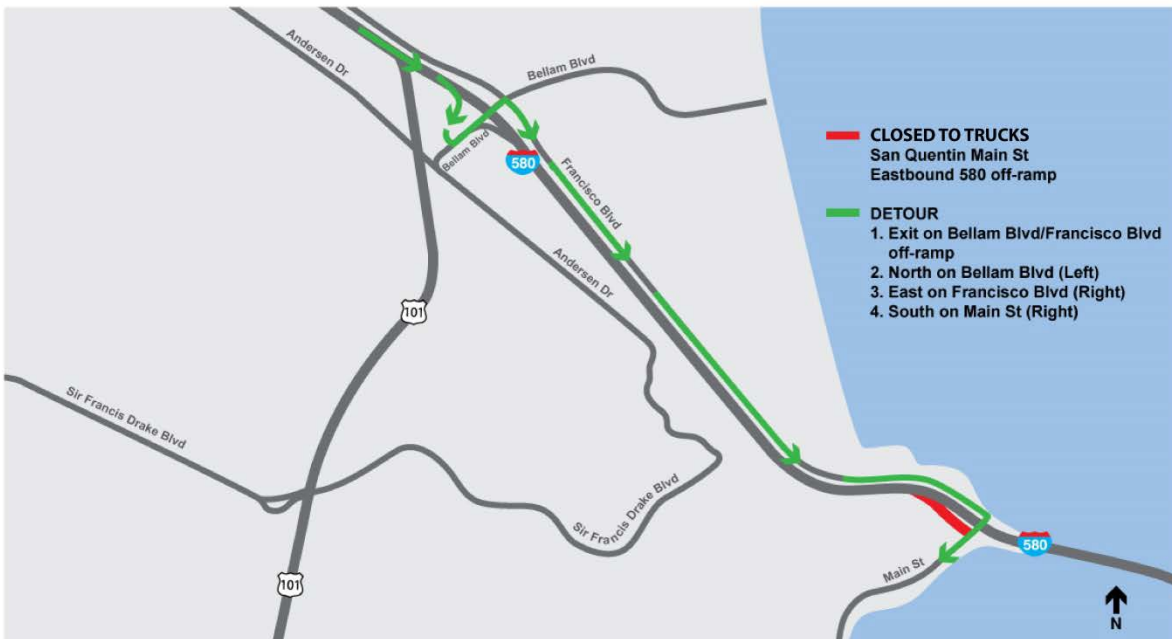 Andersen Dr
Bellam Blvd
Bellam Blvd
580
Francisco Blvd
CLOSED TO TRUCKS
San Quentin Main St
Eastbound 580 off-ramp
DETOUR
1. Exit on Bellam Blvd/Francisco Blvd
off-ramp
2. North on Bellam Blvd (Left)
3. East on Francisco Blvd (Right)
4. South on Main St (Right)
Andersen Dr
101
Sir Francis Drake Blvd
Sir Francis Drake Blvd
580
Main St
101
N